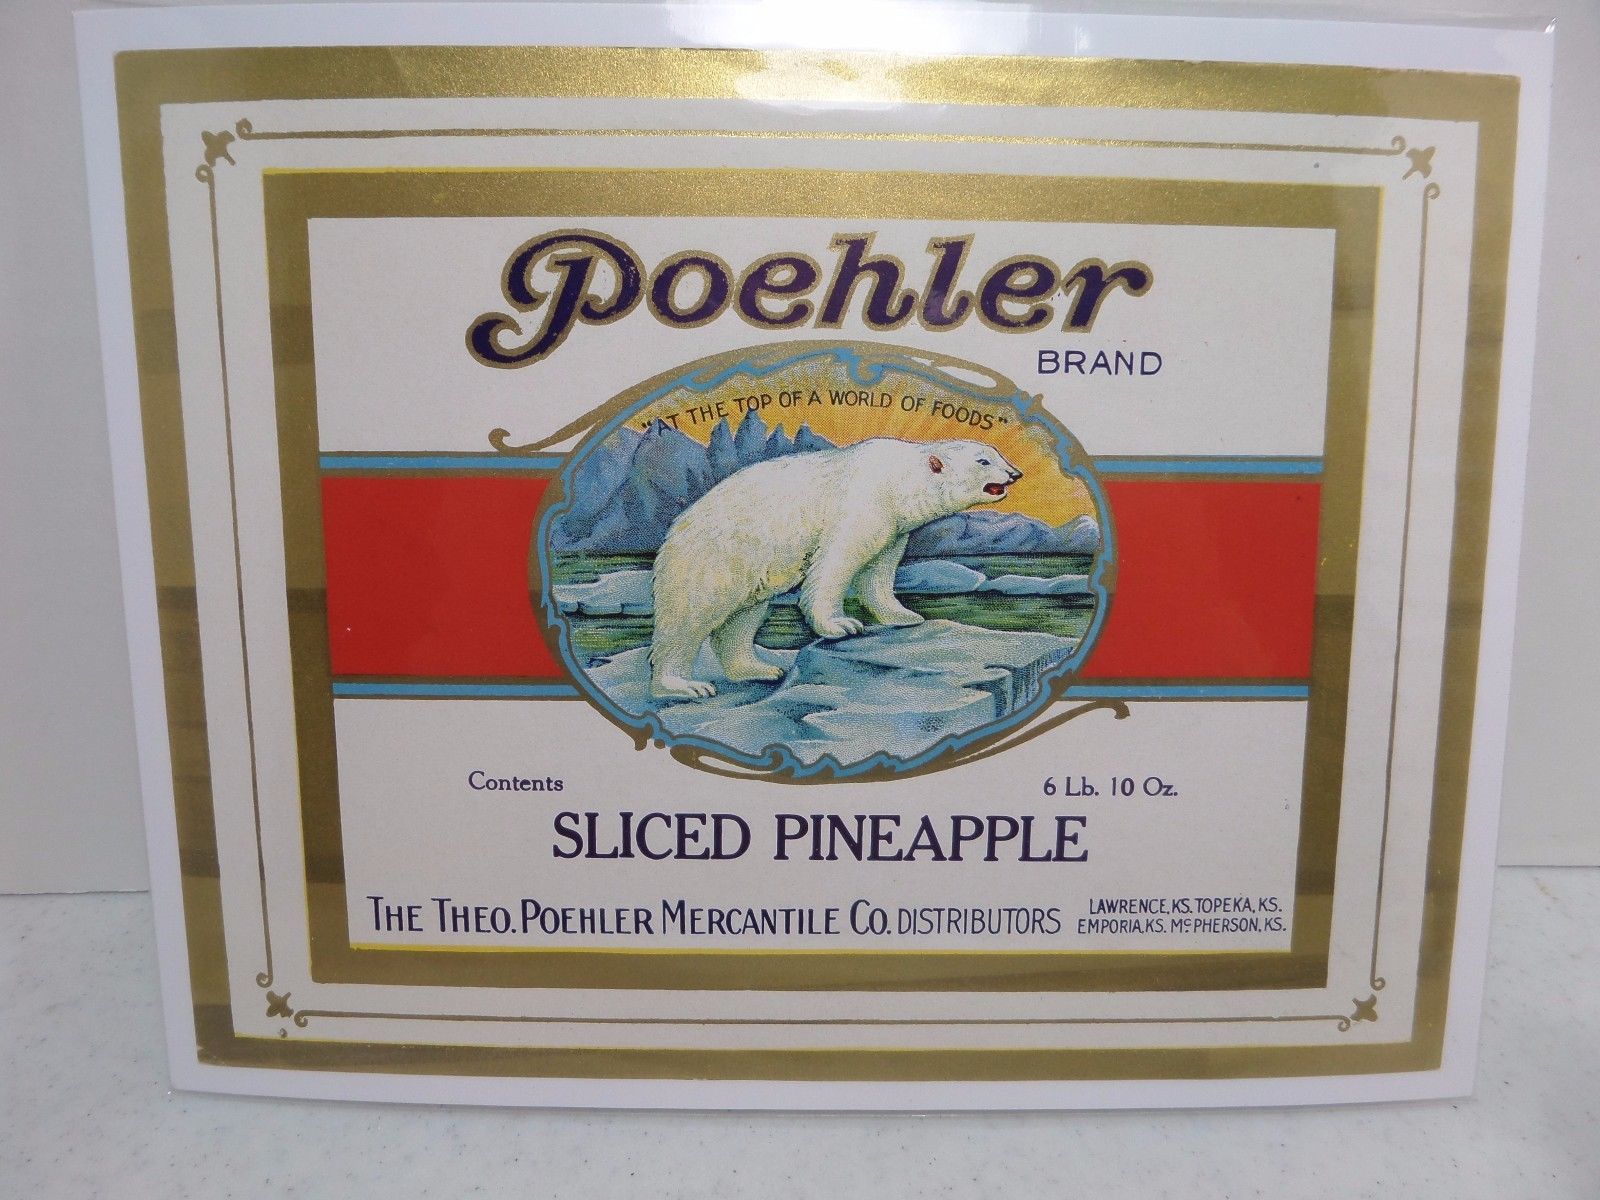 Poehler
BRAND
"AT THE TOP OF A WORLD OF FOODS"
Contents 6 Lb. 10 Oz.
SLICED PINEAPPLE
THE THEO. POEHLER MERCANTILE CO. DISTRIBUTORS
LAWRENCE, KS. TOPEKA, KS.
EMPORIA, KS. McPHERSON, KS.